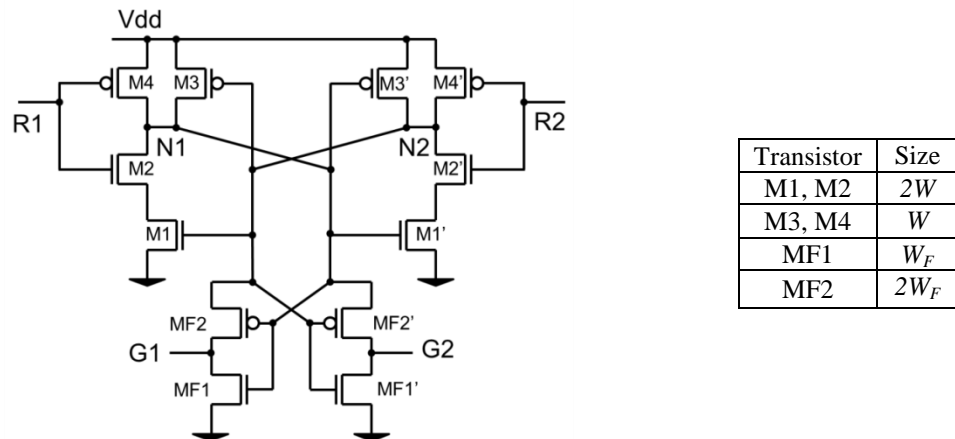 Vdd
M4 M3 M3' M4'
R1 R2
N1 N2
M2 M2'
M1 M1'
MF2 MF2'
G1 G2
MF1 MF1'
Transistor Size
M1, M2 2W
M3, M4 W
MF1 W_F
MF2 2W_F